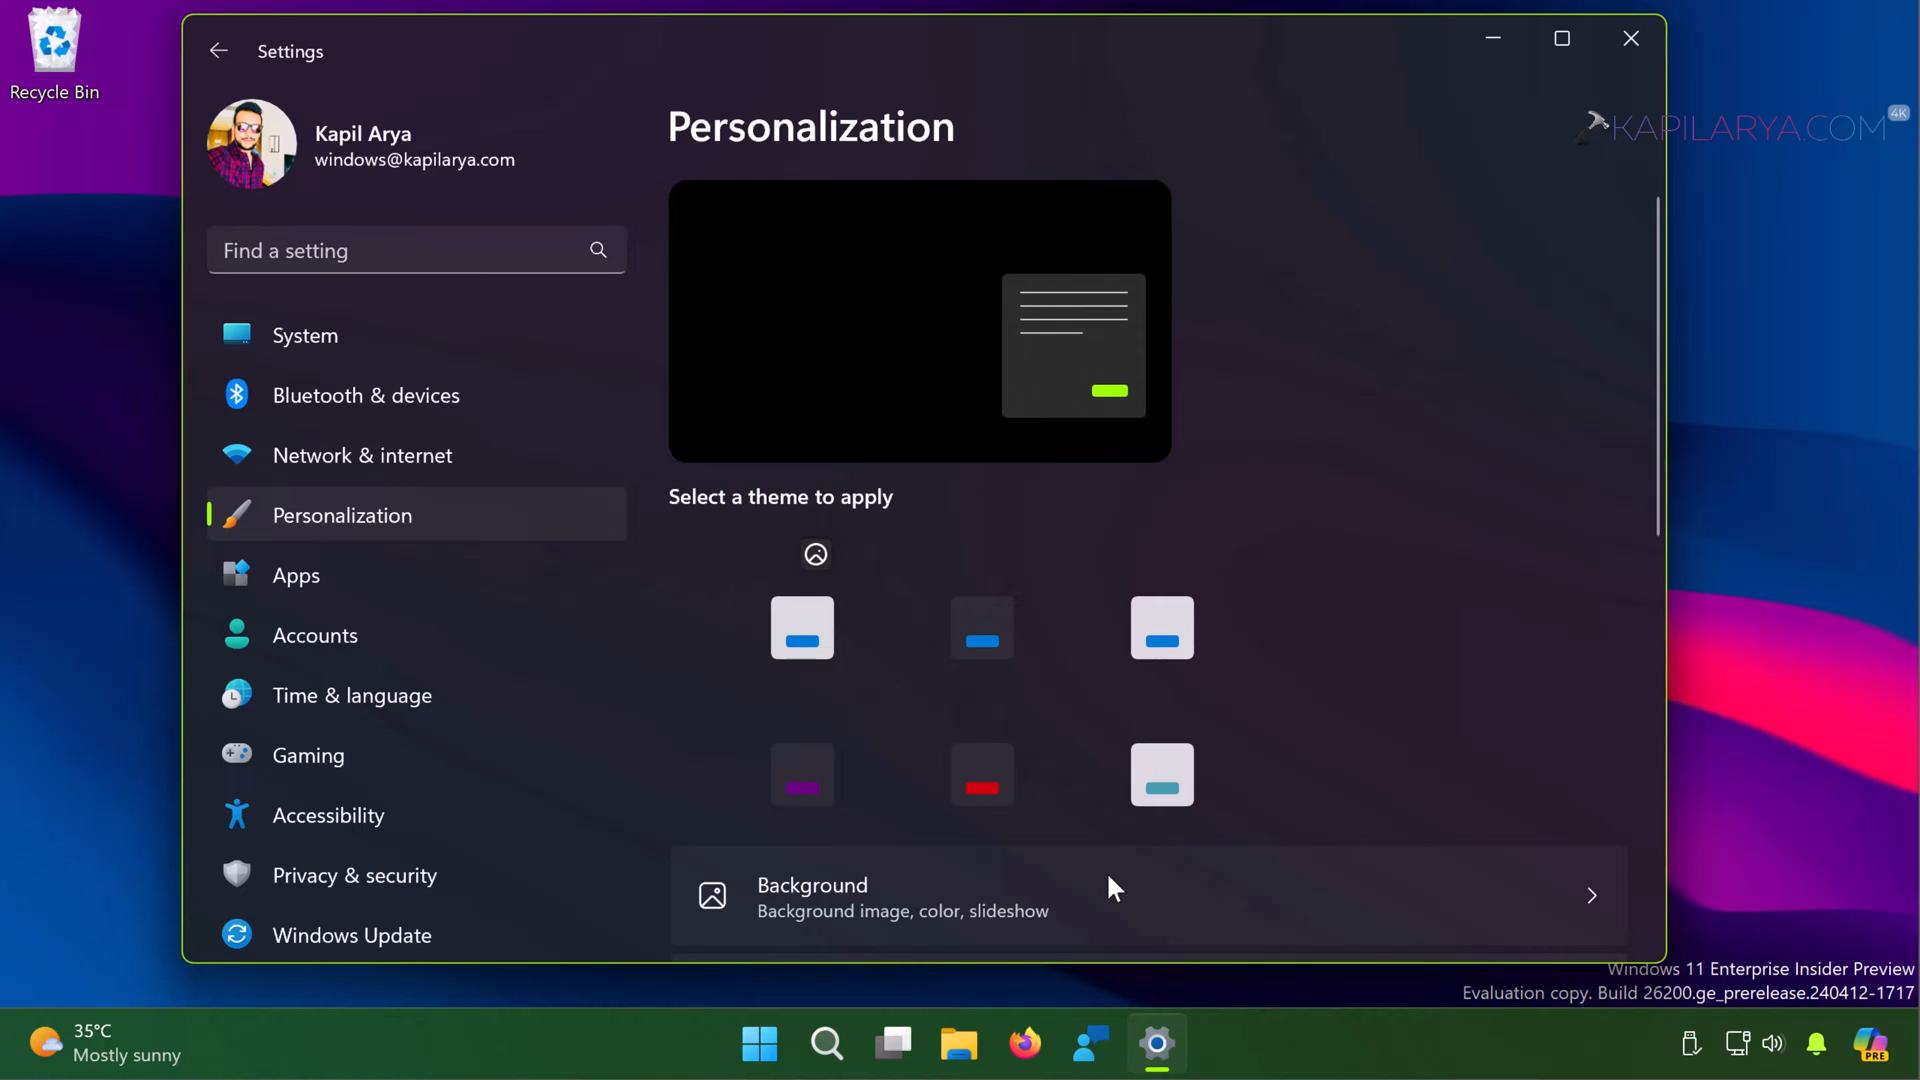 Recycle Bin
Settings
Kapil Arya
windows@kapilarya.com
Find a setting
System
Bluetooth & devices
Network & internet
Personalization
Apps
Accounts
Time & language
Gaming
Accessibility
Privacy & security
Windows Update
Personalization
Select a theme to apply
Background
Background image, color, slideshow
KAPILARYA.COM
4K
Windows 11 Enterprise Insider Preview
Evaluation copy. Build 26200.ge_prerelease.240412-1717
35°C
Mostly sunny
PRE